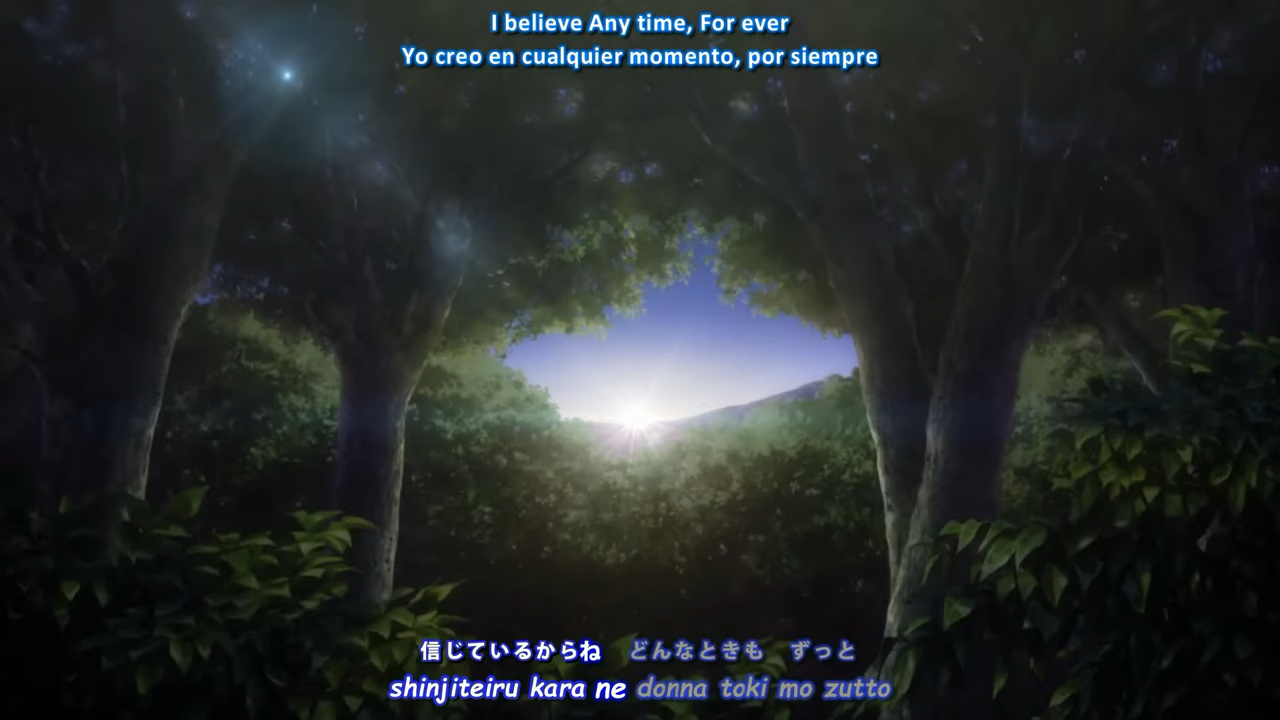 I believe Any time, For ever
Yo creo en cualquier momento, por siempre
信じているからね　どんなときも　ずっと
shinjiteiru kara ne donna toki mo zutto